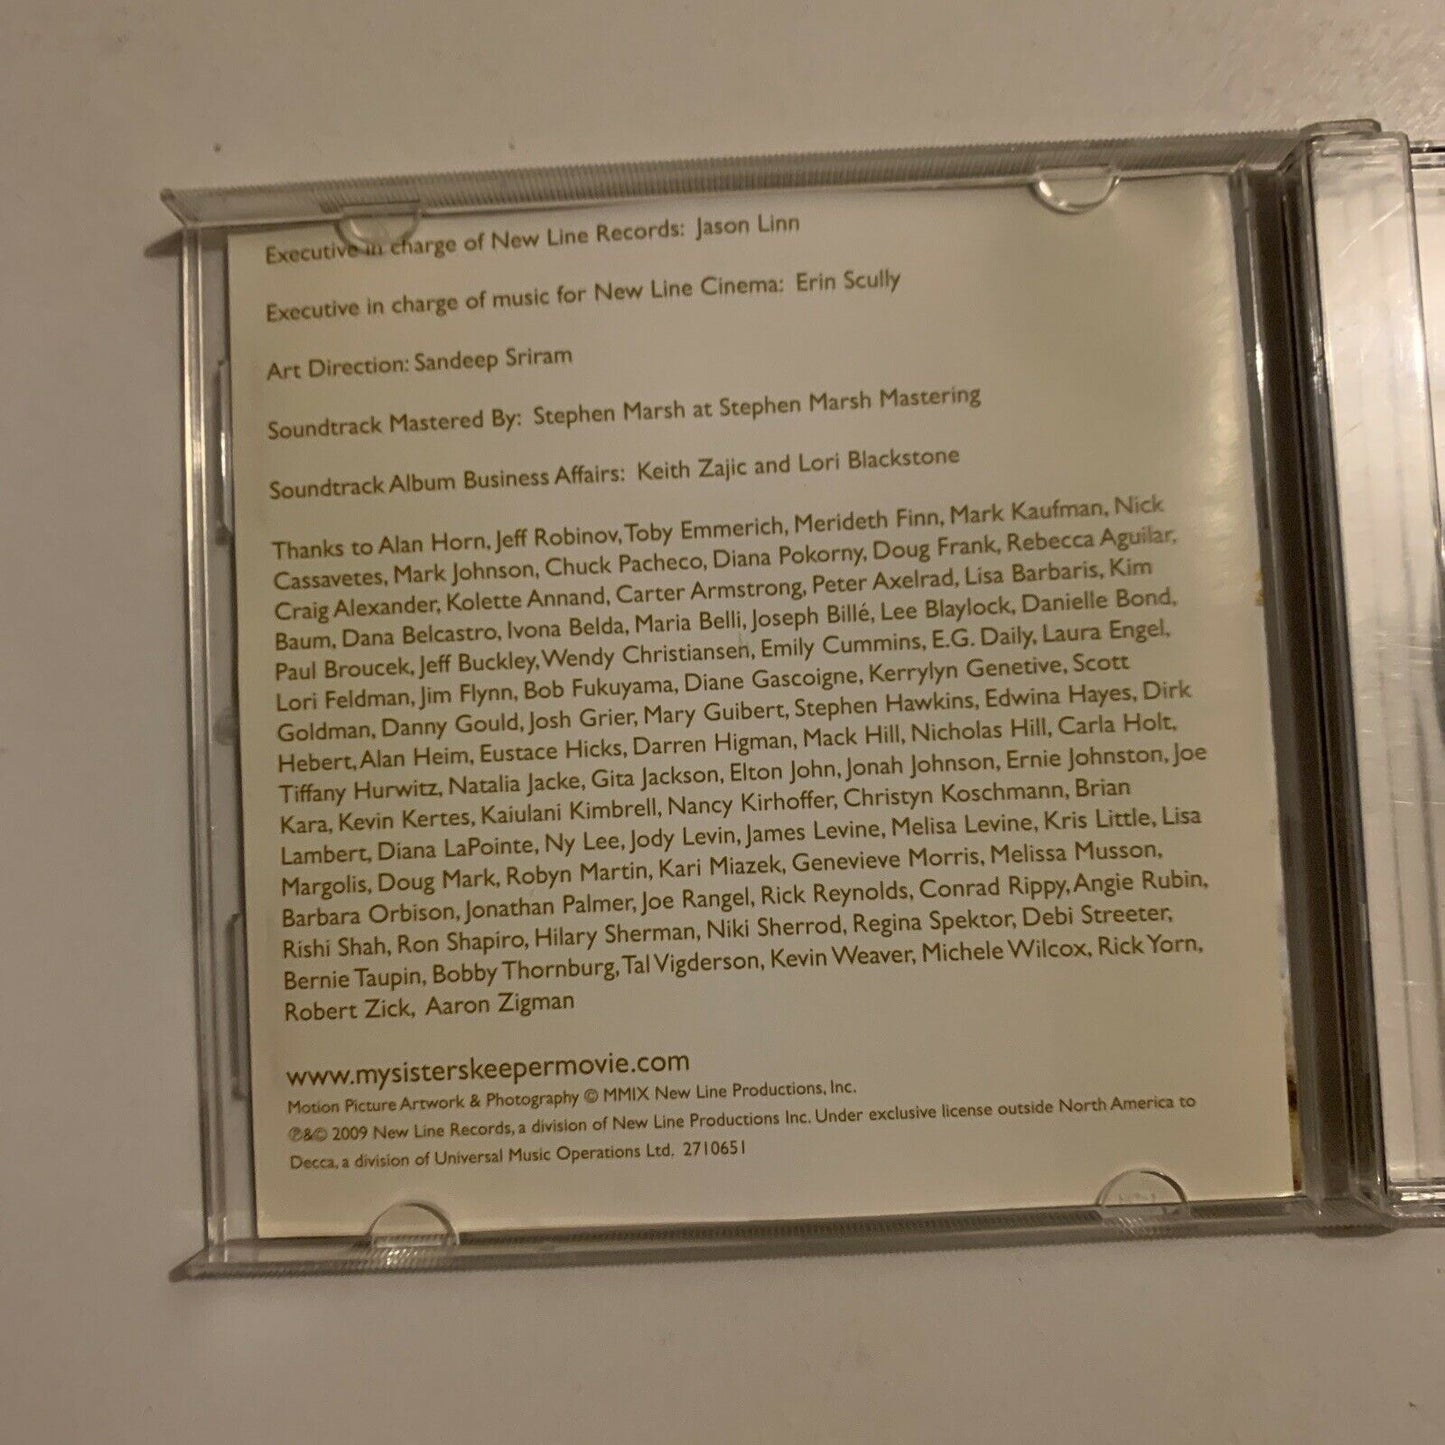 Executive in charge of New Line Records: Jason Linn
Executive in charge of music for New Line Cinema: Erin Scully
Art Direction: Sandeep Sriram
Soundtrack Mastered By: Stephen Marsh at Stephen Marsh Mastering
Soundtrack Album Business Affairs: Keith Zajic and Lori Blackstone
Thanks to Alan Horn, Jeff Robinov, Toby Emmerich, Merideth Finn, Mark Kaufman, Nick
Cassavetes, Mark Johnson, Chuck Pacheco, Diana Pokorny, Doug Frank, Rebecca Aguilar,
Craig Alexander, Kolette Annand, Carter Armstrong, Peter Axelrad, Lisa Barbaris, Kim
Baum, Dana Belcastro, Ivona Belda, Maria Belli, Joseph Billé, Lee Blaylock, Danielle Bond,
Paul Broucek, Jeff Buckley, Wendy Christiansen, Emily Cummins, E.G. Daily, Laura Engel,
Lori Feldman, Jim Flynn, Bob Fukuyama, Diane Gascoigne, Kerrylyn Genetive, Scott
Goldman, Danny Gould, Josh Grier, Mary Guibert, Stephen Hawkins, Edwina Hayes, Dirk
Hebert, Alan Heim, Eustace Hicks, Darren Higman, Mack Hill, Nicholas Hill, Carla Holt,
Tiffany Hurwitz, Natalia Jacke, Gita Jackson, Elton John, Jonah Johnson, Ernie Johnston, Joe
Kara, Kevin Kertes, Kaiulani Kimbrell, Nancy Kirhoffer, Christyn Koschmann, Brian
Lambert, Diana LaPointe, Ny Lee, Jody Levin, James Levine, Melisa Levine, Kris Little, Lisa
Margolis, Doug Mark, Robyn Martin, Kari Miazek, Genevieve Morris, Melissa Musson,
Barbara Orbison, Jonathan Palmer, Joe Rangel, Rick Reynolds, Conrad Rippy, Angie Rubin,
Rishi Shah, Ron Shapiro, Hilary Sherman, Niki Sherrod, Regina Spektor, Debi Streeter,
Bernie Taupin, Bobby Thornburg, Tal Vigderson, Kevin Weaver, Michele Wilcox, Rick Yorn,
Robert Zick, Aaron Zigman
www.mysisterskeepermovie.com
Motion Picture Artwork & Photography © MMIX New Line Productions, Inc.
℗&© 2009 New Line Records, a division of New Line Productions Inc. Under exclusive license outside North America to
Decca, a division of Universal Music Operations Ltd. 2710651